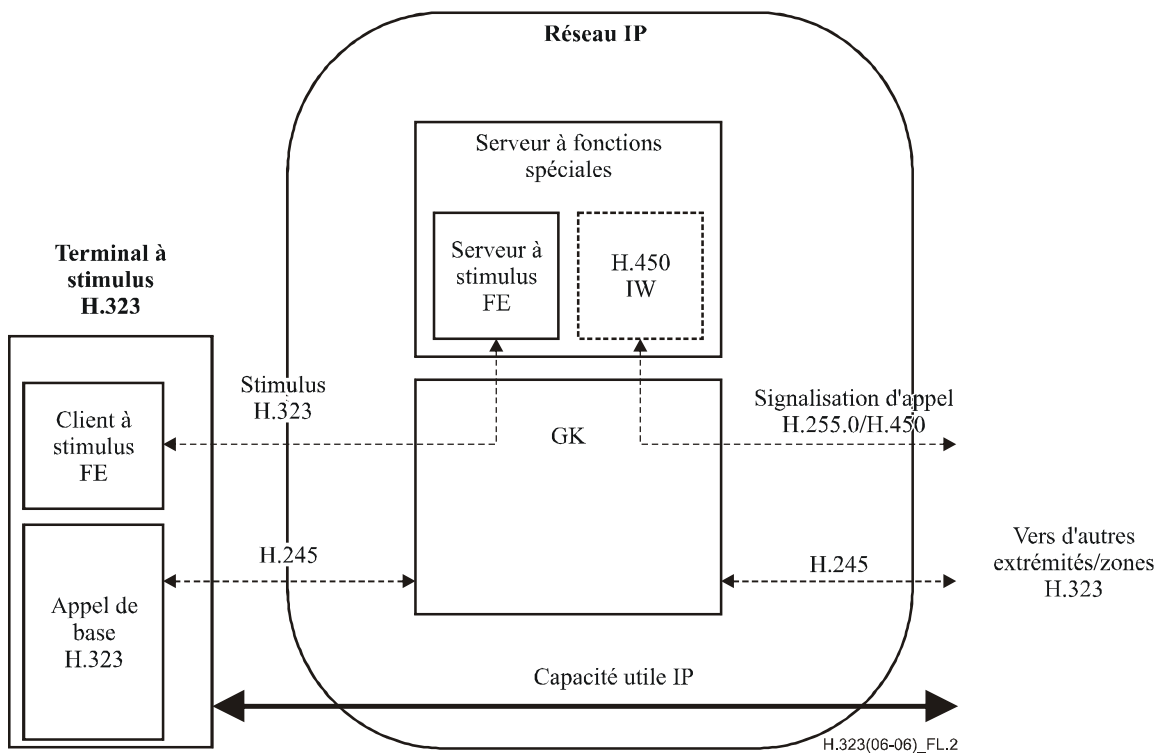 Réseau IP
Serveur à fonctions
spéciales
Serveur à
stimulus
FE
H.450
IW
Terminal à
stimulus
H.323
Client à
stimulus
FE
Stimulus
H.323
GK
Signalisation d'appel
H.255.0/H.450
Appel de
base
H.323
H.245
H.245
Vers d'autres
extrémités/zones
H.323
Capacité utile IP
H.323(06-06)_FL.2